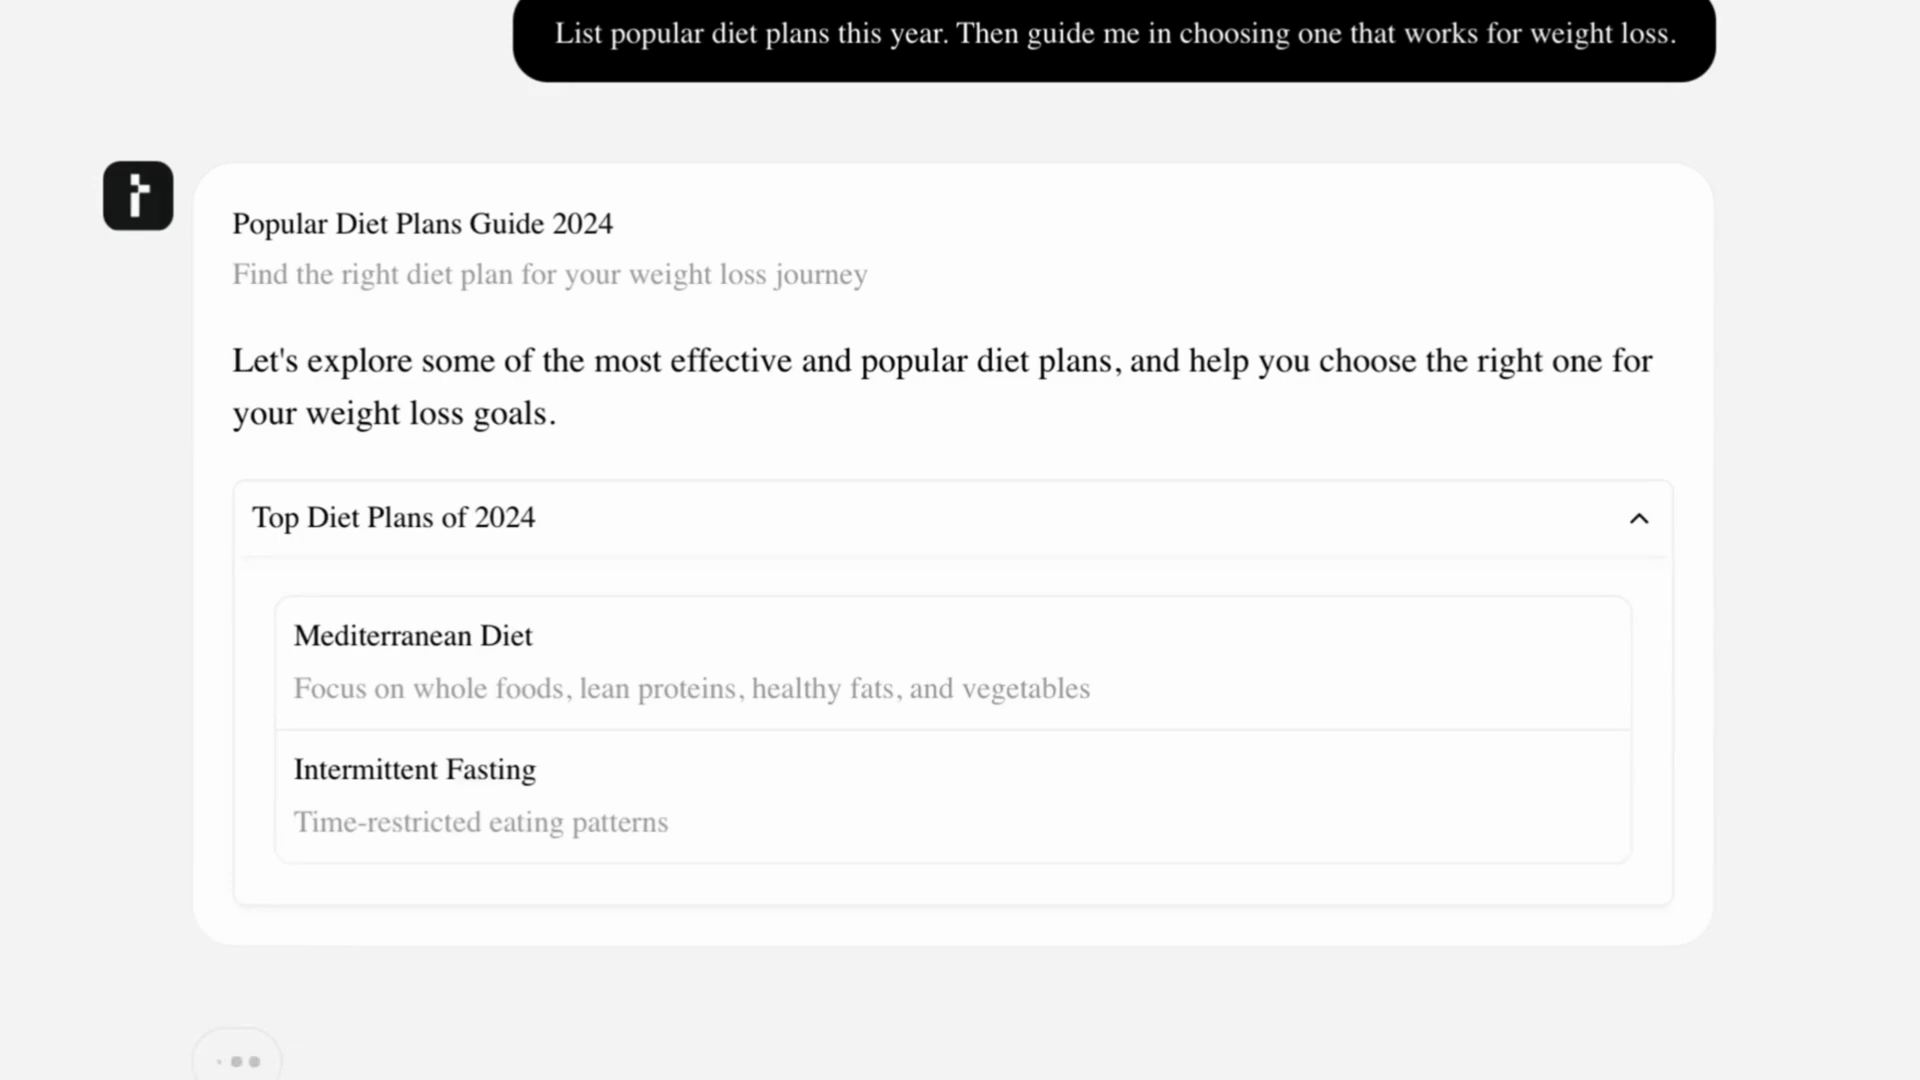 List popular diet plans this year. Then guide me in choosing one that works for weight loss.
Popular Diet Plans Guide 2024
Find the right diet plan for your weight loss journey
Let's explore some of the most effective and popular diet plans, and help you choose the right one for
your weight loss goals.
Top Diet Plans of 2024
Mediterranean Diet
Focus on whole foods, lean proteins, healthy fats, and vegetables
Intermittent Fasting
Time-restricted eating patterns